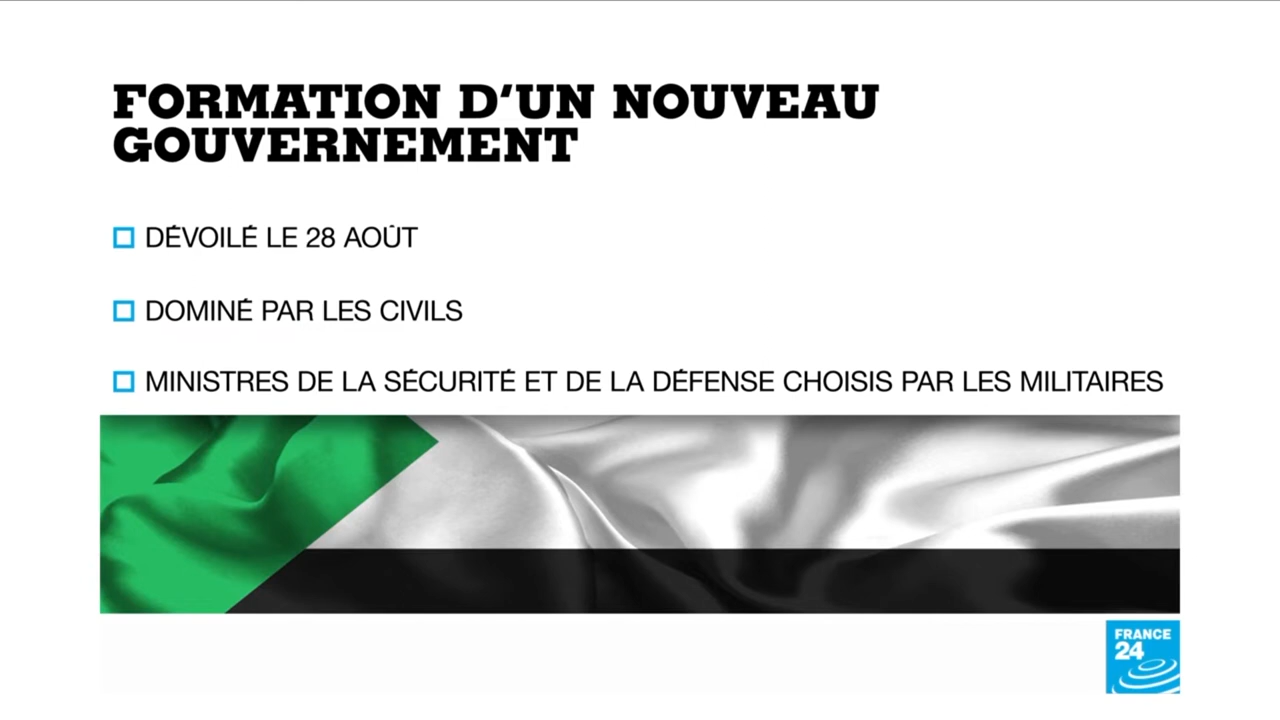 FORMATION D'UN NOUVEAU
GOUVERNEMENT
DÉVOILÉ LE 28 AOÛT
DOMINÉ PAR LES CIVILS
MINISTRES DE LA SÉCURITÉ ET DE LA DÉFENSE CHOISIS PAR LES MILITAIRES
FRANCE
24